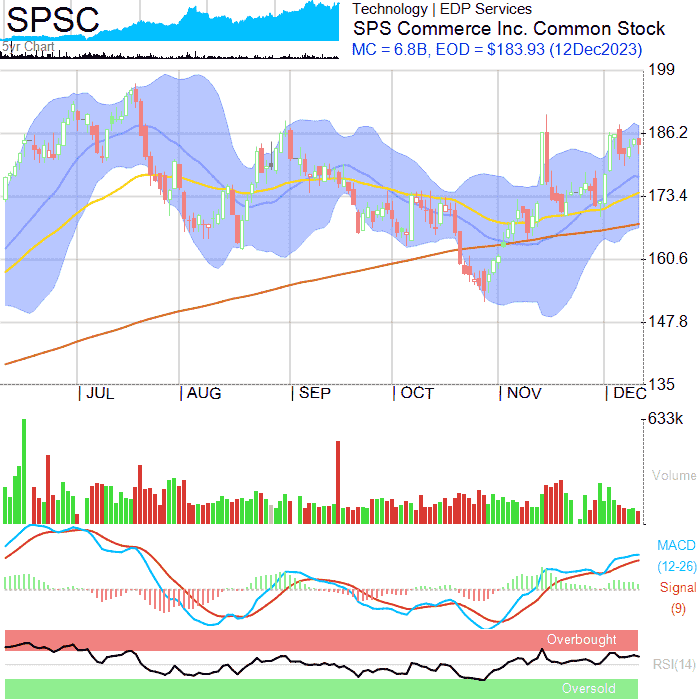 SPSC
5yr Chart
Technology | EDP Services
SPS Commerce Inc. Common Stock
MC = 6.8B, EOD = $183.93 (12Dec2023)
199
186.2
173.4
160.6
147.8
135
| JUL | AUG | SEP | OCT | NOV | DEC
633k
Volume
MACD
(12-26)
Signal
(9)
Overbought
RSI(14)
Oversold